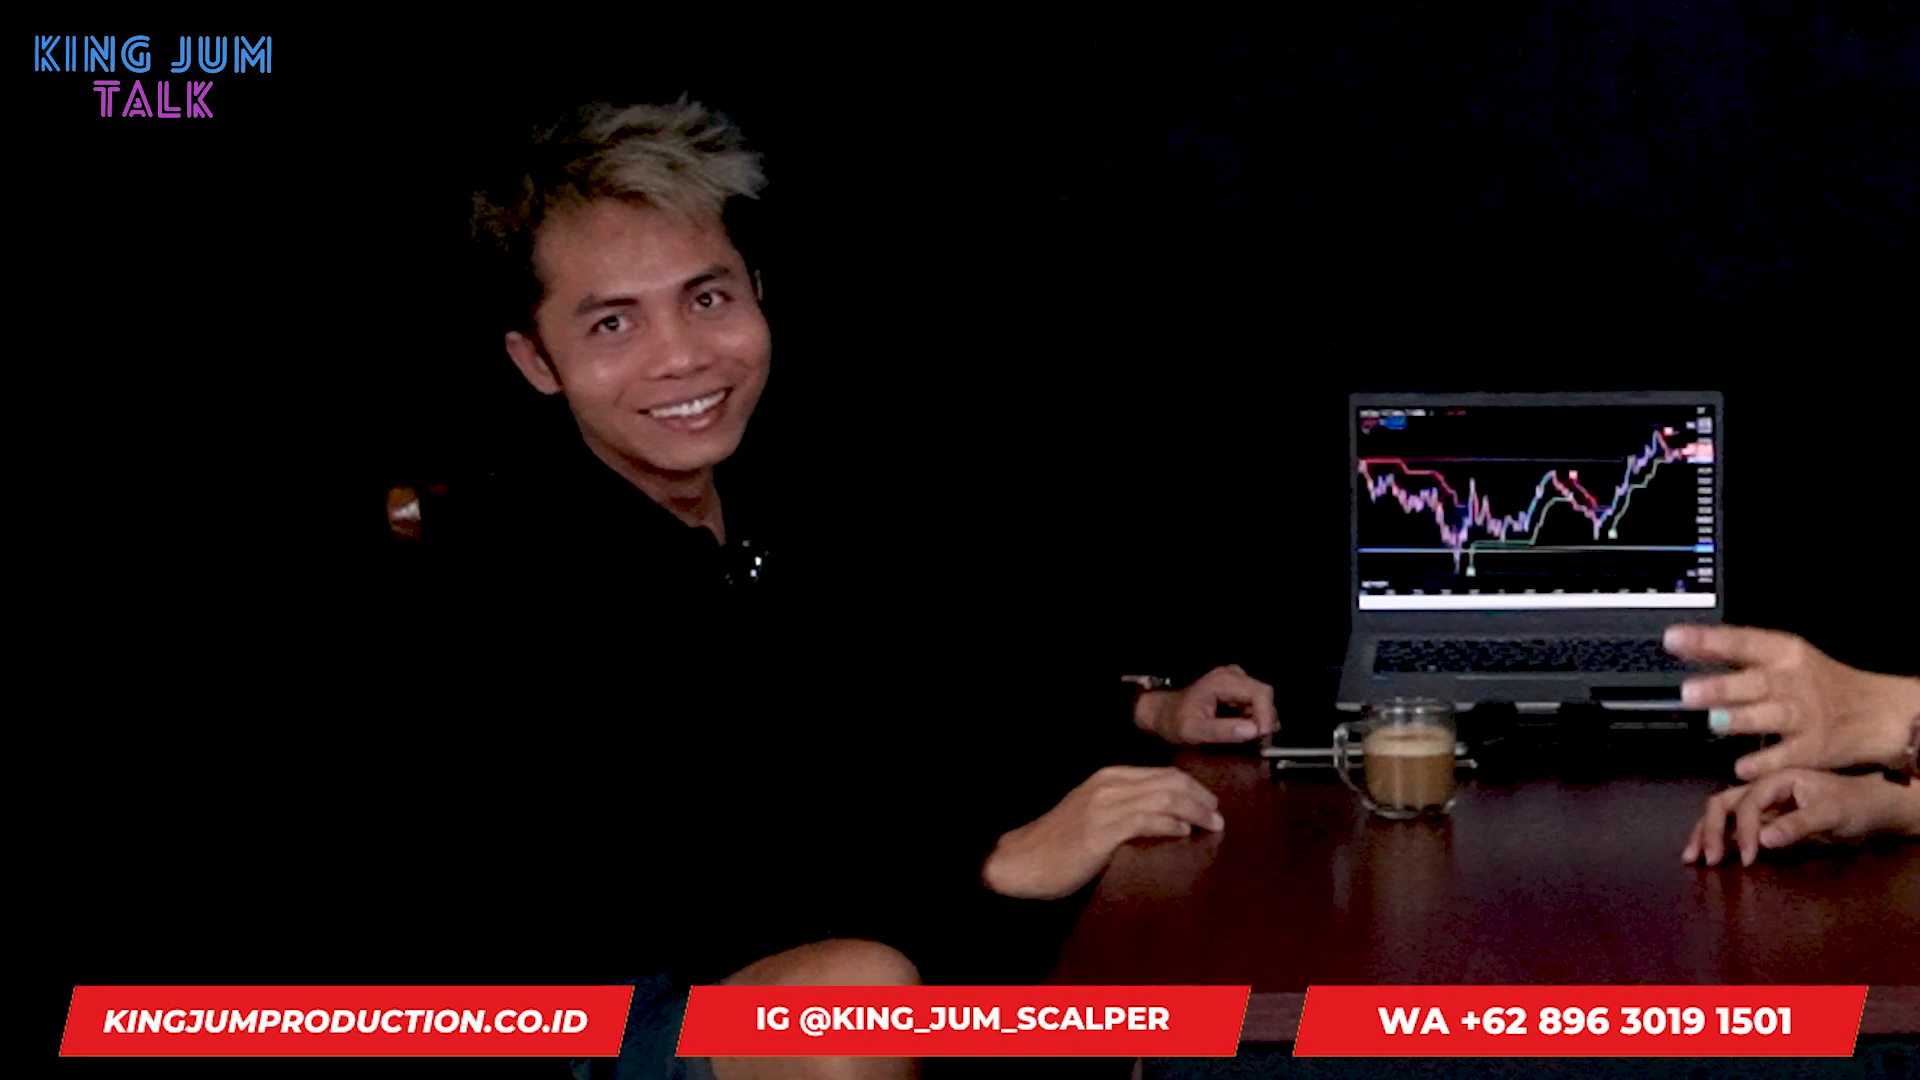 KING JUM
TALK
KINGJUMPRODUCTION.CO.ID
IG @KING_JUM_SCALPER
WA +62 896 3019 1501